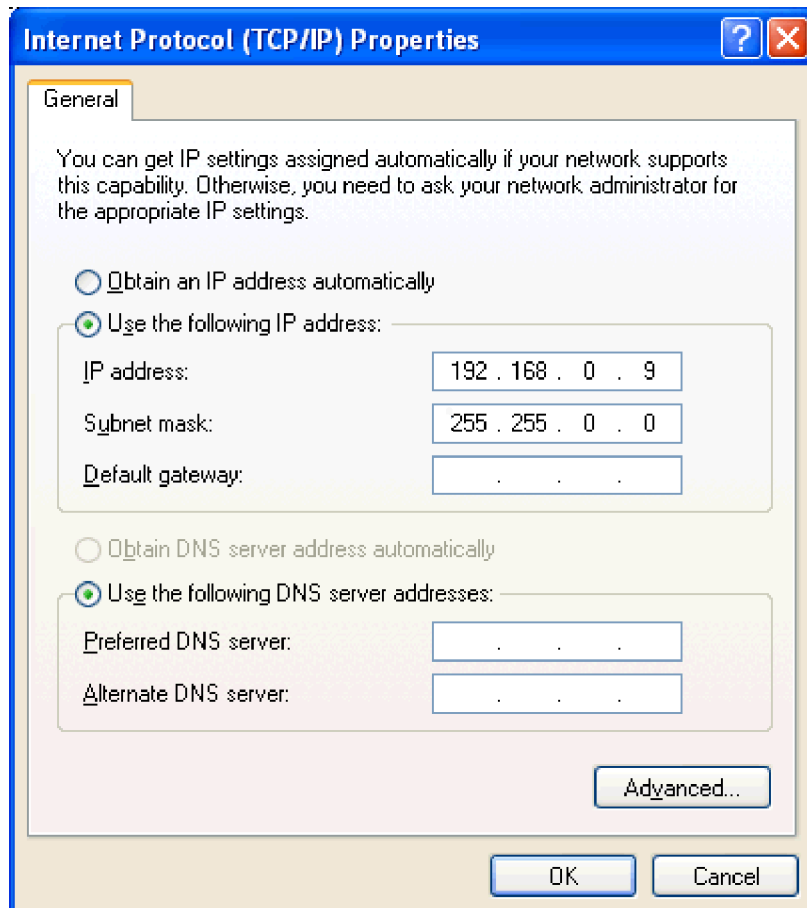 Internet Protocol (TCP/IP) Properties
General
You can get IP settings assigned automatically if your network supports
this capability. Otherwise, you need to ask your network administrator for
the appropriate IP settings.
Obtain an IP address automatically
Use the following IP address:
IP address: 192 . 168 . 0 . 9
Subnet mask: 255 . 255 . 0 . 0
Default gateway: . . .
Obtain DNS server address automatically
Use the following DNS server addresses:
Preferred DNS server: . . .
Alternate DNS server: . . .
Advanced...
OK Cancel